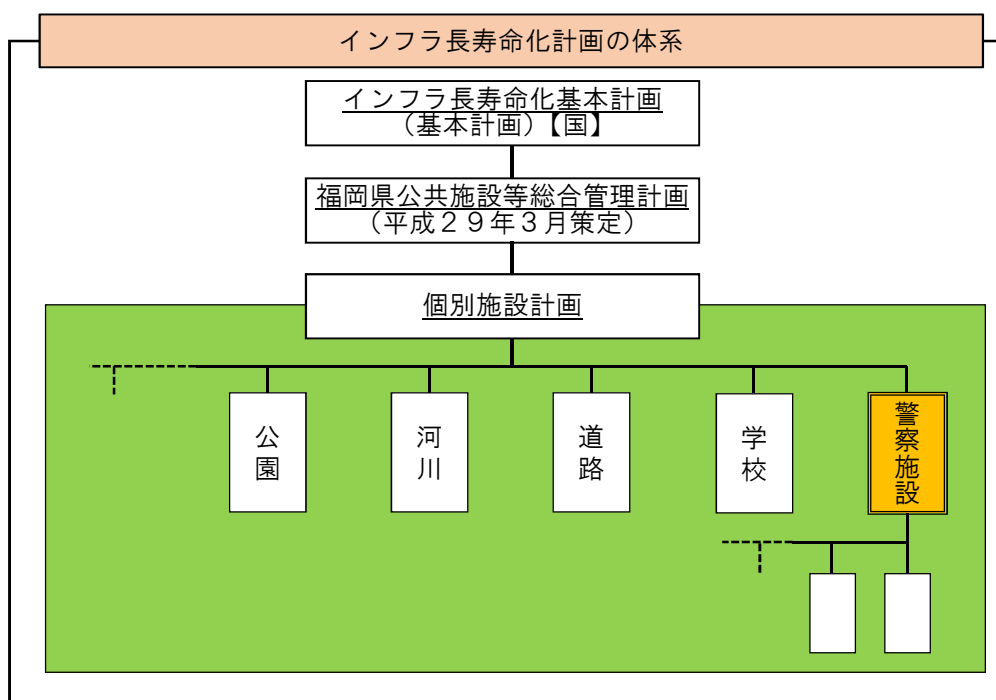 インフラ長寿命化計画の体系
インフラ長寿命化基本計画
（基本計画）【国】
福岡県公共施設等総合管理計画
（平成２９年３月策定）
個別施設計画
公園
河川
道路
学校
警察施設